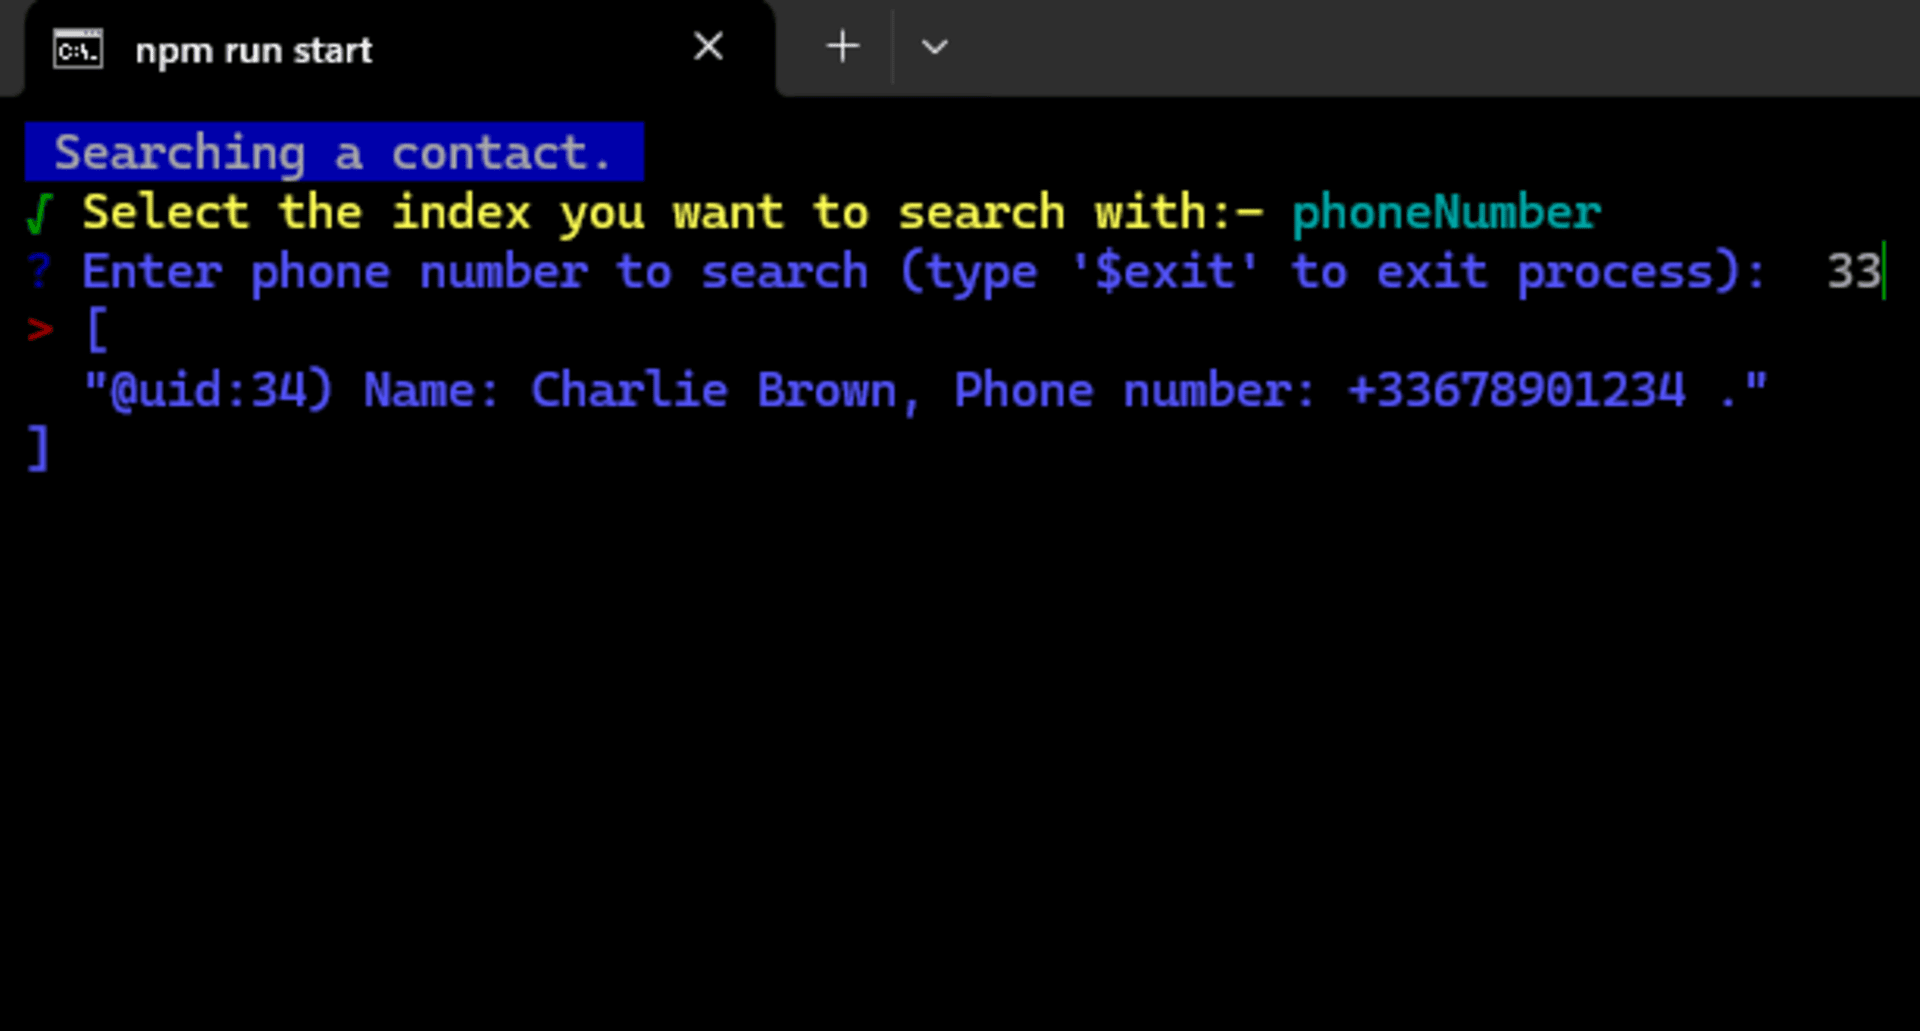 C:\.
npm run start
Searching a contact.
√ Select the index you want to search with:- phoneNumber
? Enter phone number to search (type '$exit' to exit process):  33
> [
  "@uid:34) Name: Charlie Brown, Phone number: +33678901234 ."
]